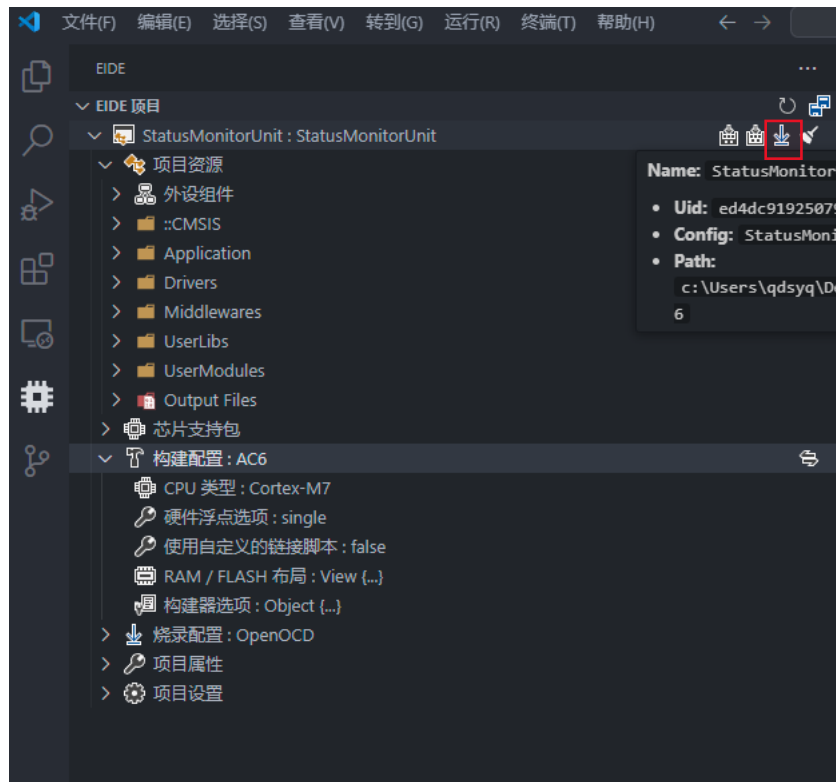 文件(F) 编辑(E) 选择(S) 查看(V) 转到(G) 运行(R) 终端(T) 帮助(H)
EIDE
EIDE 项目
StatusMonitorUnit : StatusMonitorUnit
项目资源
外设组件
::CMSIS
Application
Drivers
Middlewares
UserLibs
UserModules
Output Files
芯片支持包
构建配置 : AC6
CPU 类型 : Cortex-M7
硬件浮点选项 : single
使用自定义的链接脚本 : false
RAM / FLASH 布局 : View {...}
构建器选项 : Object {...}
烧录配置 : OpenOCD
项目属性
项目设置
Name: StatusMonitor
Uid: ed4dc91925079
Config: StatusMoni
Path:
c:\Users\qdsyq\D
6